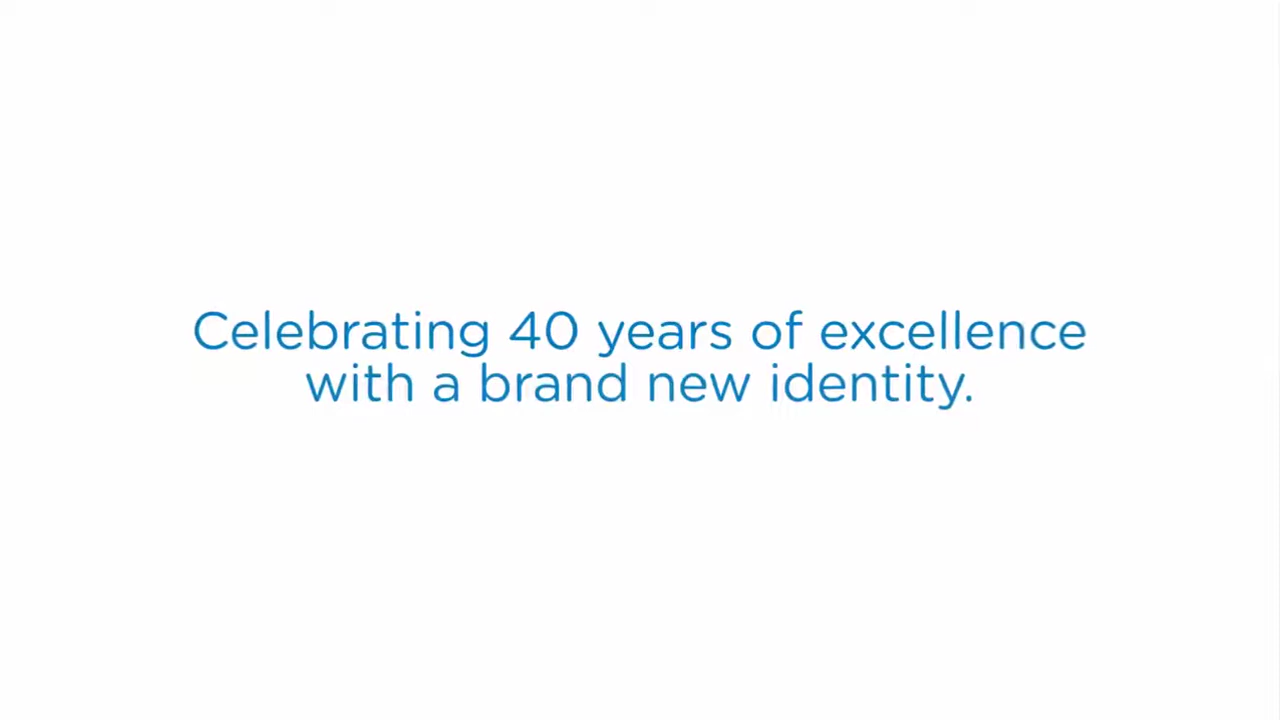 Celebrating 40 years of excellence
with a brand new identity.